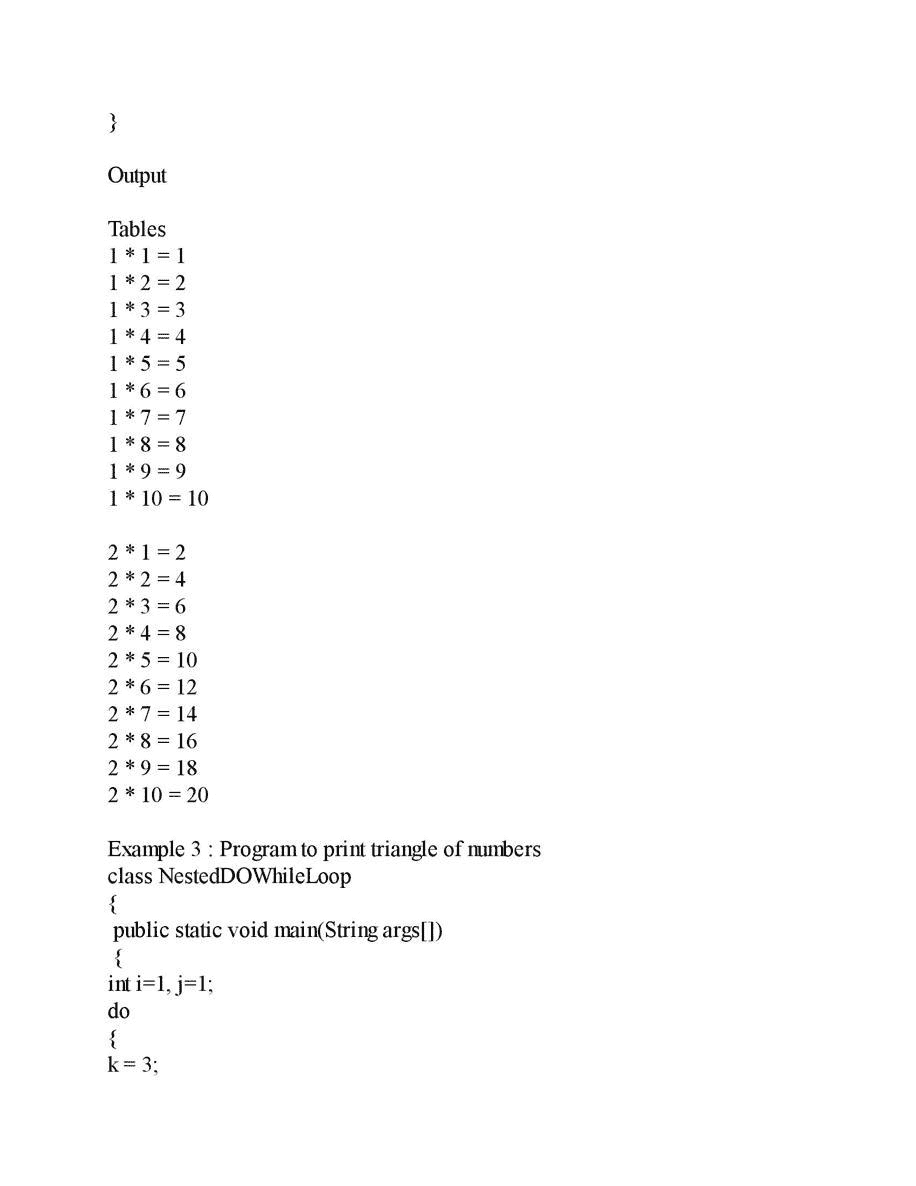 }
Output
Tables
1 * 1 = 1
1 * 2 = 2
1 * 3 = 3
1 * 4 = 4
1 * 5 = 5
1 * 6 = 6
1 * 7 = 7
1 * 8 = 8
1 * 9 = 9
1 * 10 = 10
2 * 1 = 2
2 * 2 = 4
2 * 3 = 6
2 * 4 = 8
2 * 5 = 10
2 * 6 = 12
2 * 7 = 14
2 * 8 = 16
2 * 9 = 18
2 * 10 = 20
Example 3 : Program to print triangle of numbers
class NestedDOWhileLoop
{
public static void main(String args[])
{
int i=1, j=1;
do
{
k = 3;